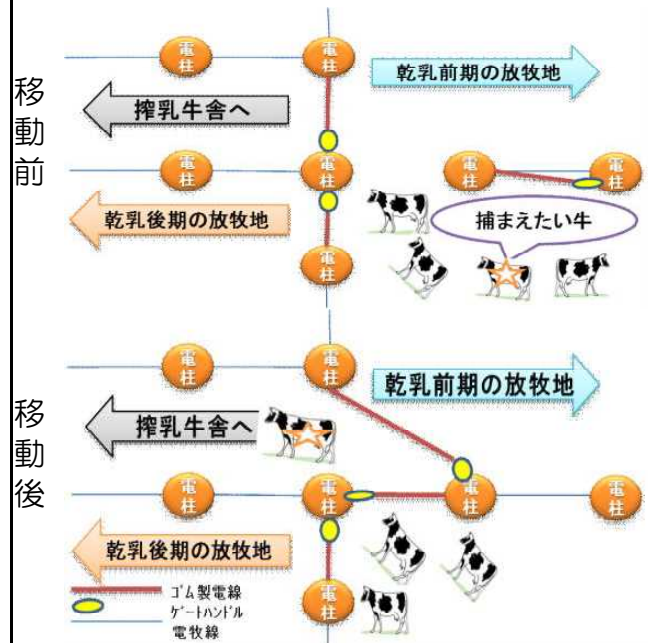 移動前
電柱
電柱
乾乳前期の放牧地
搾乳牛舎へ
電柱
電柱
電柱
電柱
乾乳後期の放牧地
捕まえたい牛
電柱
移動後
電柱
電柱
乾乳前期の放牧地
搾乳牛舎へ
電柱
電柱
電柱
電柱
乾乳後期の放牧地
電柱
ゴム製電線
ゲートハンドル
電牧線